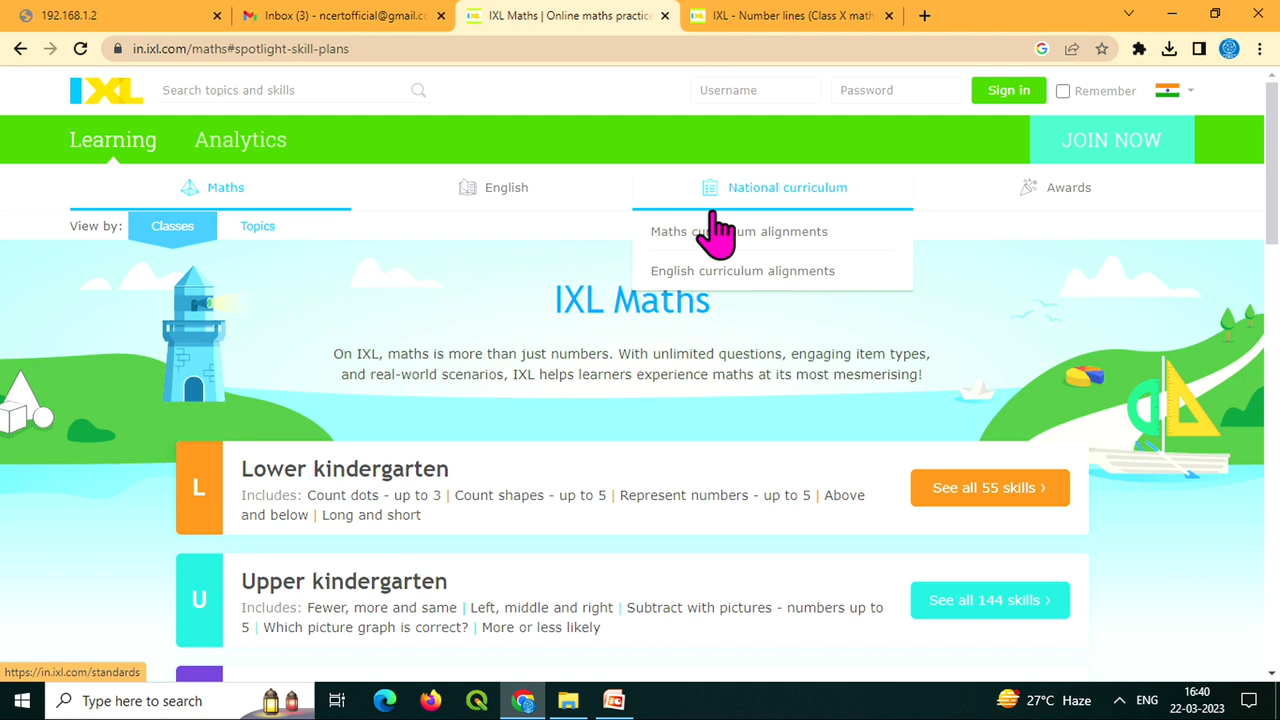 192.168.1.2
Inbox (3) - ncertofficial@gmail.co
IXL Maths | Online maths practice
IXL - Number lines (Class X math
in.ixl.com/maths#spotlight-skill-plans
IXL
Search topics and skills
Username
Password
Sign in
Remember
Learning
Analytics
JOIN NOW
Maths
English
National curriculum
Awards
View by:
Classes
Topics
Maths alignments
English curriculum alignments
IXL Maths
On IXL, maths is more than just numbers. With unlimited questions, engaging item types,
and real-world scenarios, IXL helps learners experience maths at its most mesmerising!
L
Lower kindergarten
Includes: Count dots - up to 3 | Count shapes - up to 5 | Represent numbers - up to 5 | Above
and below | Long and short
See all 55 skills ›
U
Upper kindergarten
Includes: Fewer, more and same | Left, middle and right | Subtract with pictures - numbers up to
5 | Which picture graph is correct? | More or less likely
See all 144 skills ›
https://in.ixl.com/standards
Type here to search
27°C Haze
ENG
16:40
22-03-2023